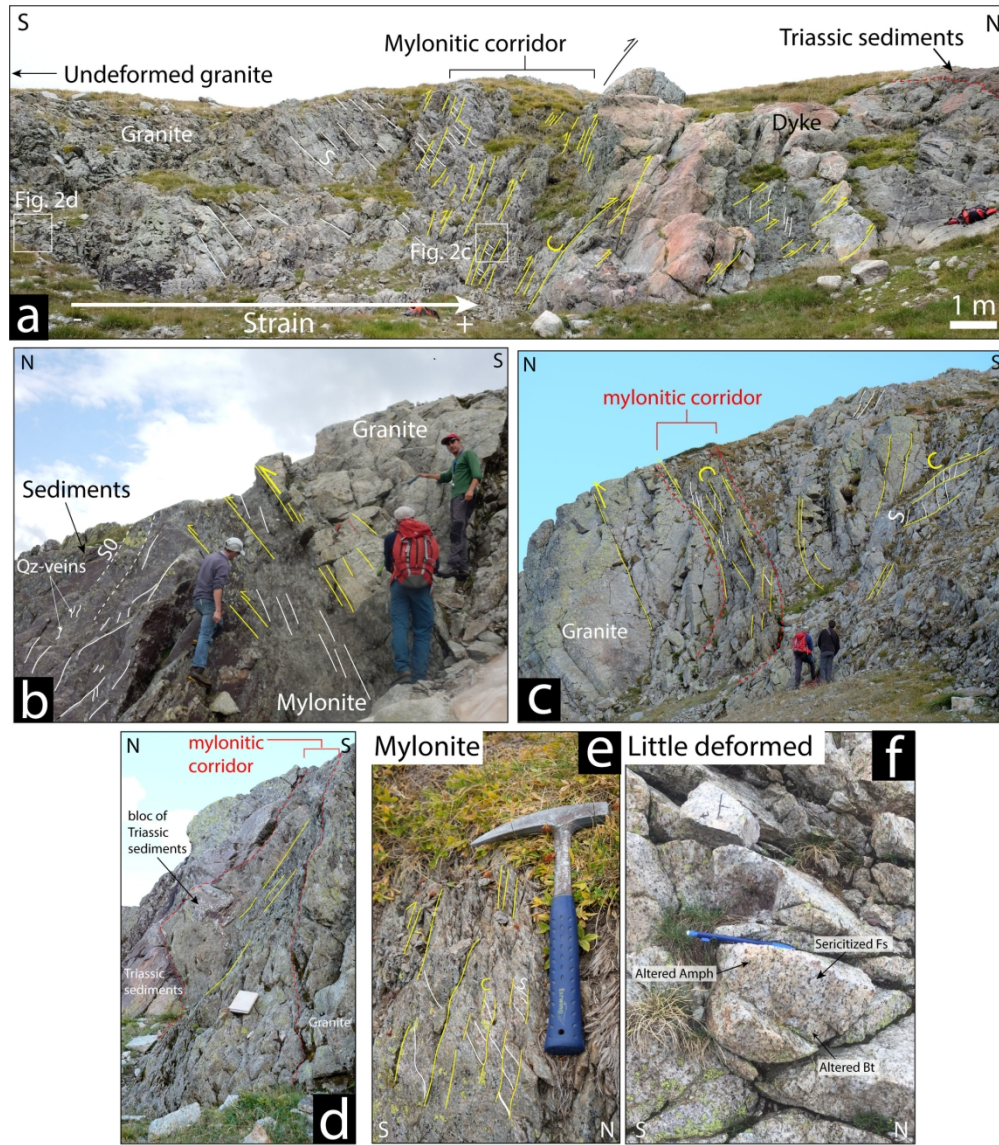 S
N
Mylonitic corridor
Triassic sediments
Undeformed granite
Granite
Dyke
S
Fig. 2d
Fig. 2c
C
a
-
Strain
+
1 m
N
S
Granite
Sediments
S0
Qz-veins
b
Mylonite
N
S
mylonitic corridor
C
C
S
Granite
c
N
S
mylonitic
corridor
bloc of
Triassic
sediments
Triassic
sediments
Granite
d
Mylonite
e
C
S
S
N
Little deformed
f
Sericitized Fs
Altered Amph
Altered Bt
S
N